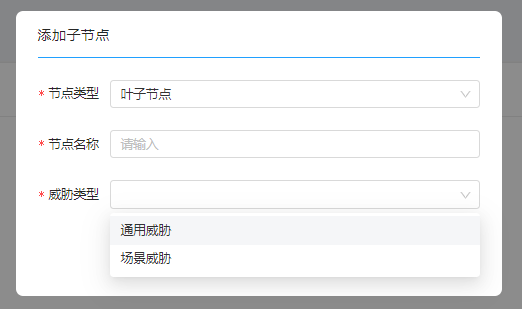 添加子节点
* 节点类型 叶子节点
* 节点名称 请输入
* 威胁类型
通用威胁
场景威胁